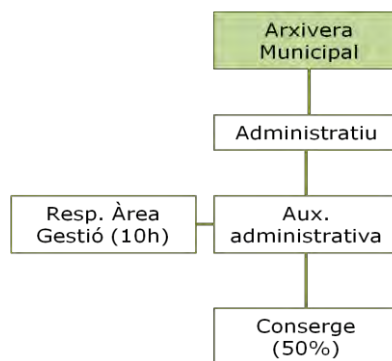 Arxivera
Municipal
Administratiu
Resp. Àrea
Gestió (10h)
Aux.
administrativa
Conserge
(50%)